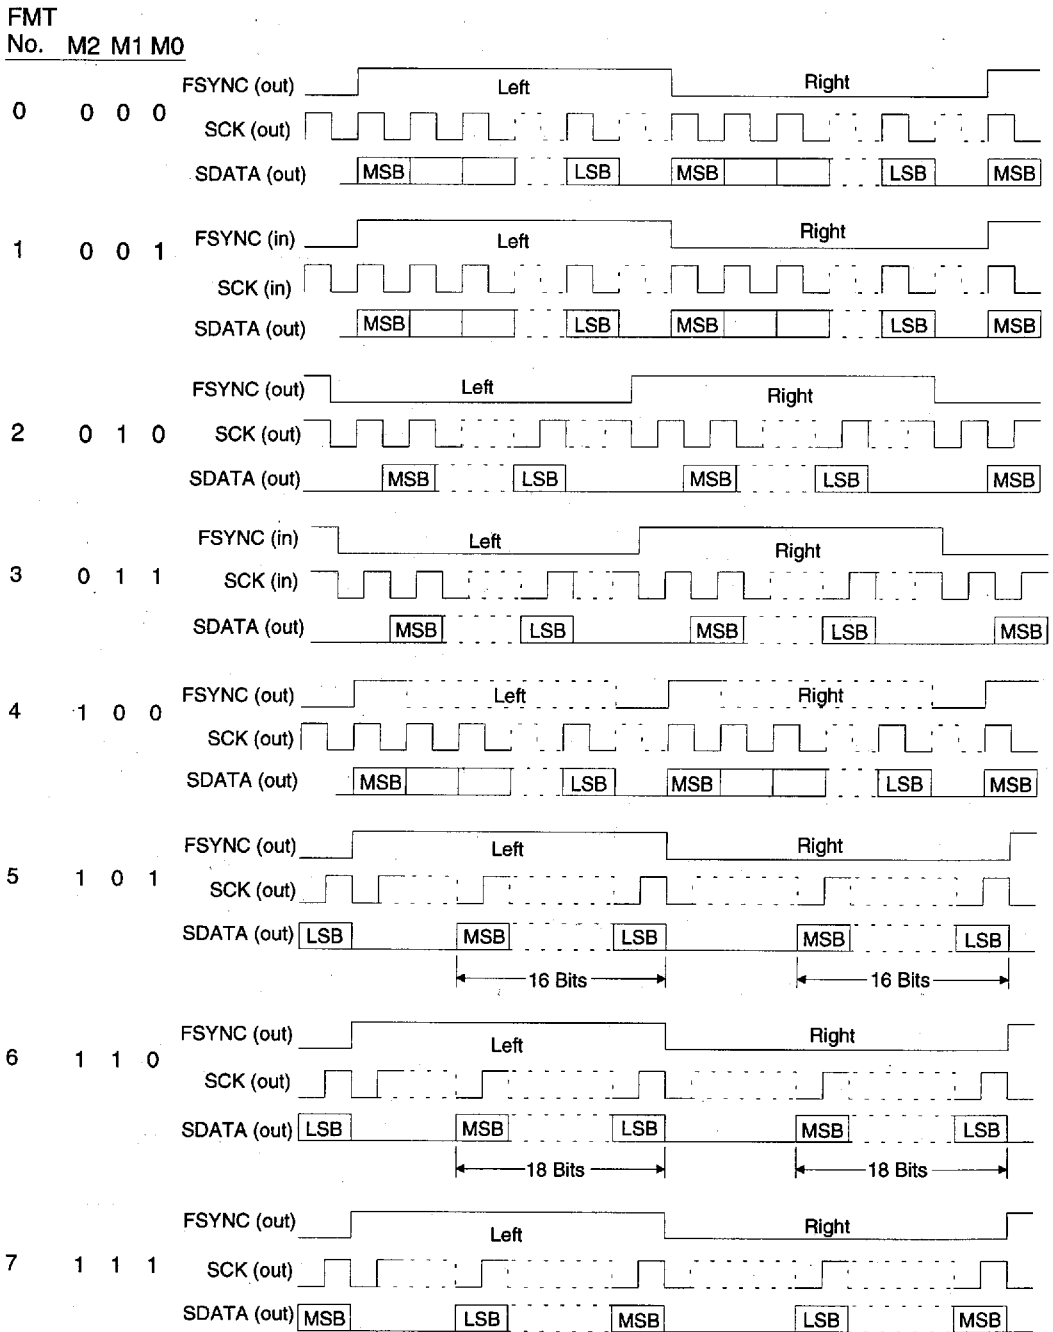 FMT
No. M2 M1 M0
FSYNC (out) Left Right
0 0 0 0
SCK (out)
SDATA (out) MSB LSB MSB LSB MSB
FSYNC (in) Left Right
1 0 0 1
SCK (in)
SDATA (out) MSB LSB MSB LSB MSB
FSYNC (out) Left Right
2 0 1 0 SCK (out)
SDATA (out) MSB LSB MSB LSB MSB
FSYNC (in) Left Right
3 0 1 1 SCK (in)
SDATA (out) MSB LSB MSB LSB MSB
FSYNC (out) Left Right
4 1 0 0
SCK (out)
SDATA (out) MSB LSB MSB LSB MSB
FSYNC (out) Left Right
5 1 0 1
SCK (out)
SDATA (out) LSB MSB LSB MSB LSB
16 Bits 16 Bits
FSYNC (out) Left Right
6 1 1 0
SCK (out)
SDATA (out) LSB MSB LSB MSB LSB
18 Bits 18 Bits
FSYNC (out) Left Right
7 1 1 1 SCK (out)
SDATA (out) MSB LSB MSB LSB MSB